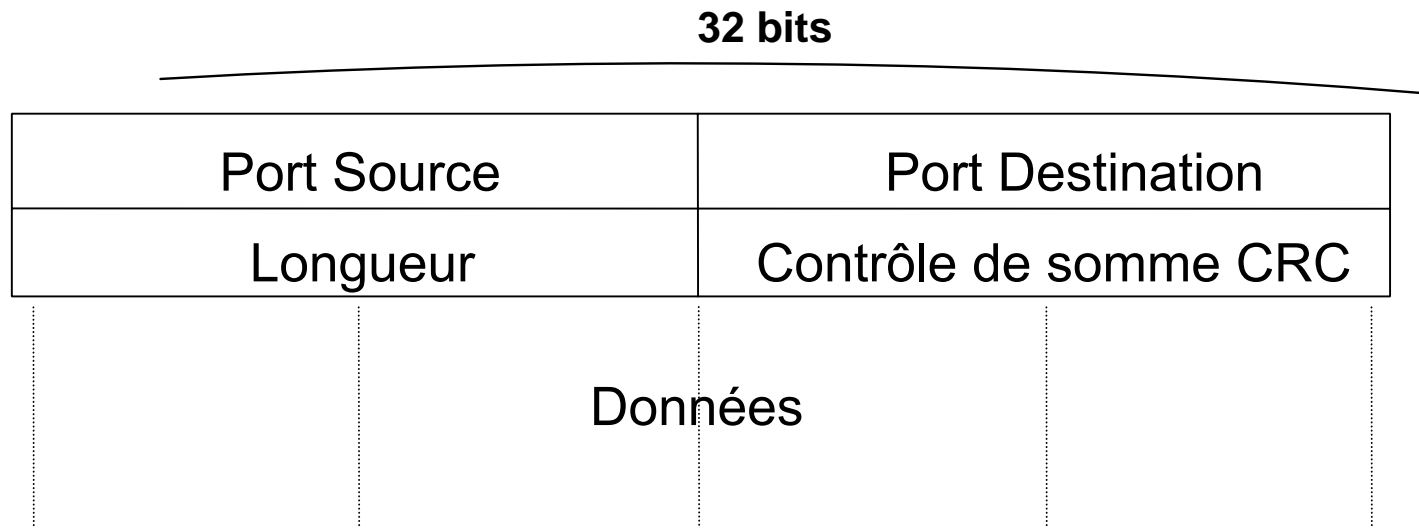 32 bits
Port Source
Port Destination
Longueur
Contrôle de somme CRC
Données